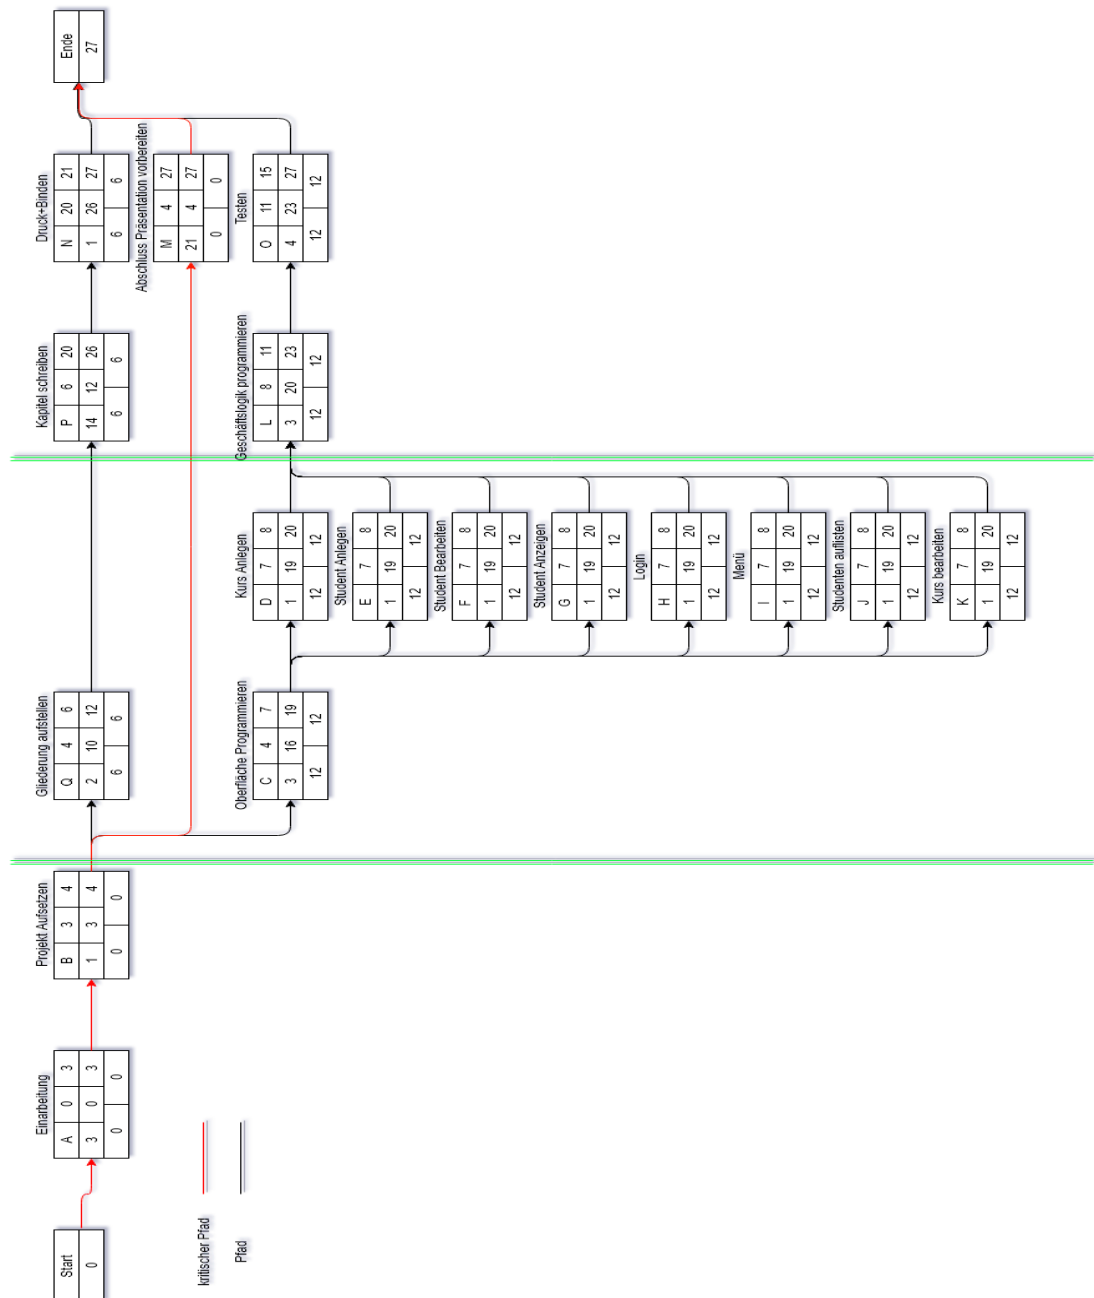 Start
0
Einarbeitung
A 0 3
3 0 3
0 0
Projekt Aufsetzen
B 3 4
1 3 4
0 0
Gliederung aufstellen
Q 4 6
2 10 12
6 6
Kapitel schreiben
P 6 20
14 12 26
6 6
Druck+Binden
N 20 21
1 26 27
6 6
Ende
27
Abschluss Präsentation vorbereiten
M 4 27
21 4 27
0 0
Oberfläche Programmieren
C 4 7
3 16 19
12 12
Kurs Anlegen
D 7 8
1 19 20
12 12
Geschäftslogik programmieren
L 8 11
3 20 23
12 12
Testen
O 11 15
4 23 27
12 12
Student Anlegen
E 7 8
1 19 20
12 12
Student Bearbeiten
F 7 8
1 19 20
12 12
Student Anzeigen
G 7 8
1 19 20
12 12
Login
H 7 8
1 19 20
12 12
Menü
I 7 8
1 19 20
12 12
Studenten auflisten
J 7 8
1 19 20
12 12
Kurs bearbeiten
K 7 8
1 19 20
12 12
kritischer Pfad
Pfad